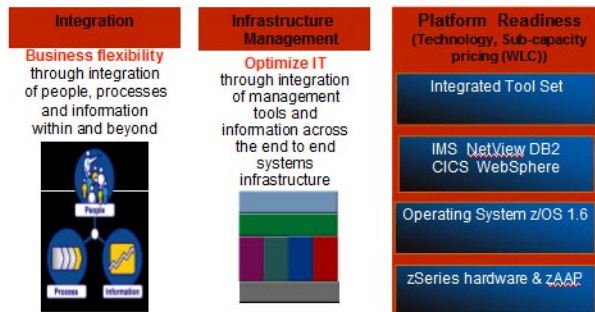 Integration
Business flexibility
through integration
of people, processes
and information
within and beyond
People
Process
Information
Infrastructure
Management
Optimize IT
through integration
of management
tools and
information across
the end to end
systems
infrastructure
Platform Readiness
(Technology, Sub-capacity
pricing (WLC))
Integrated Tool Set
IMS NetView DB2
CICS WebSphere
Operating System z/OS 1.6
zSeries hardware & zAAP